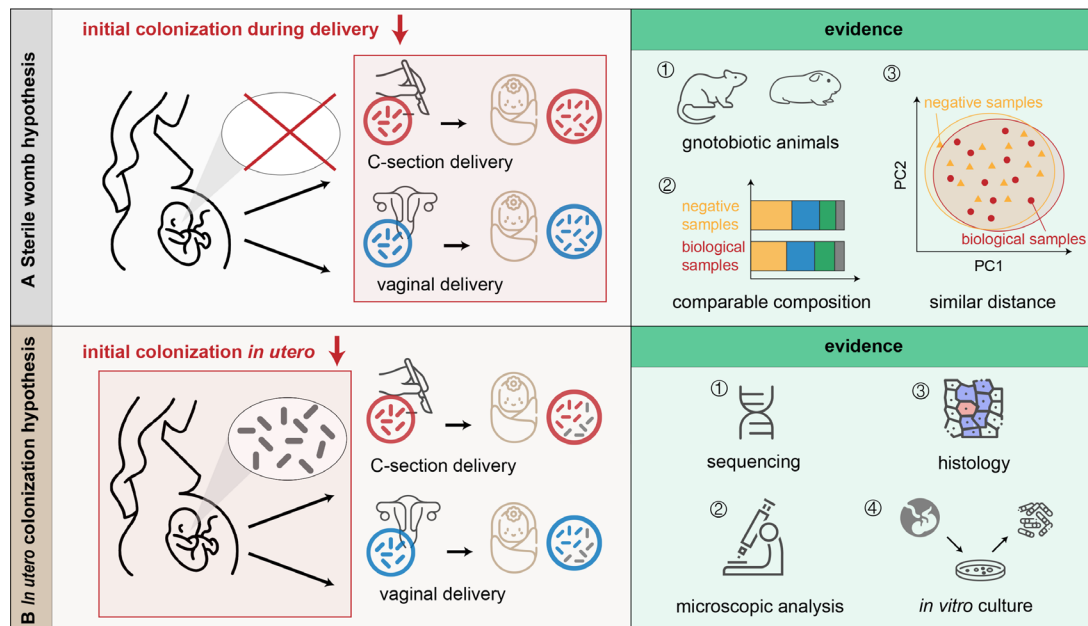 A Sterile womb hypothesis
initial colonization during delivery
C-section delivery
vaginal delivery
evidence
①
gnotobiotic animals
②
negative
samples
biological
samples
comparable composition
③
negative samples
PC2
biological samples
PC1
similar distance
B In utero colonization hypothesis
initial colonization in utero
C-section delivery
vaginal delivery
evidence
①
sequencing
③
histology
②
microscopic analysis
④
in vitro culture